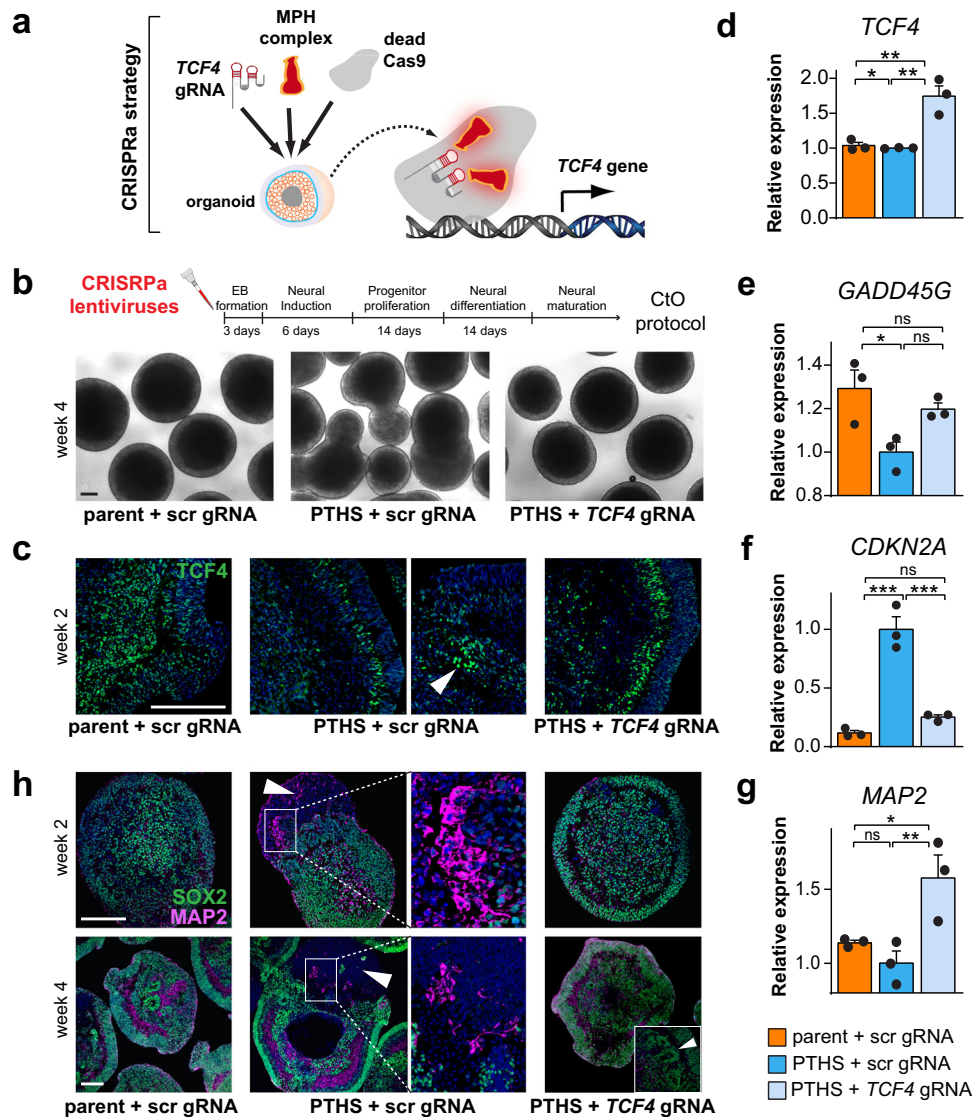 a
CRISPRa strategy
TCF4
gRNA
MPH
complex
dead
Cas9
organoid
TCF4 gene
b
CRISRPa
lentiviruses
EB
formation
Neural
Induction
Progenitor
proliferation
Neural
differentiation
Neural
maturation
3 days
6 days
14 days
14 days
CtO
protocol
week 4
parent + scr gRNA
PTHS + scr gRNA
PTHS + TCF4 gRNA
c
week 2
TCF4
parent + scr gRNA
PTHS + scr gRNA
PTHS + TCF4 gRNA
h
week 2
SOX2
MAP2
week 4
parent + scr gRNA
PTHS + scr gRNA
PTHS + TCF4 gRNA
d
TCF4
Relative expression
**
* **
2.0
1.5
1.0
0.0
e
GADD45G
Relative expression
ns
* ns
1.4
1.2
1.0
0.8
f
CDKN2A
Relative expression
ns
*** ***
1.0
0.5
0.0
g
MAP2
Relative expression
*
ns **
1.5
1.0
parent + scr gRNA
PTHS + scr gRNA
PTHS + TCF4 gRNA